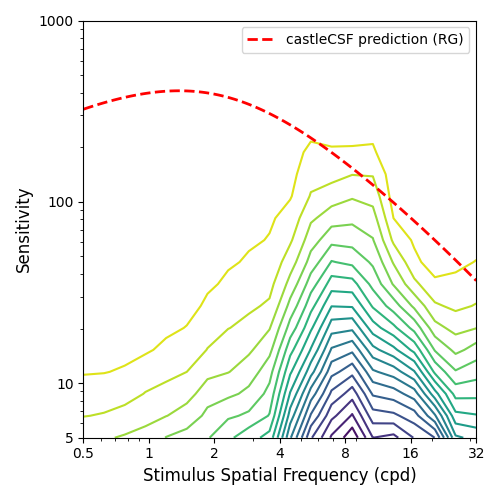 1000
castleCSF prediction (RG)
100
10
5
Sensitivity
0.5 1 2 4 8 16 32
Stimulus Spatial Frequency (cpd)